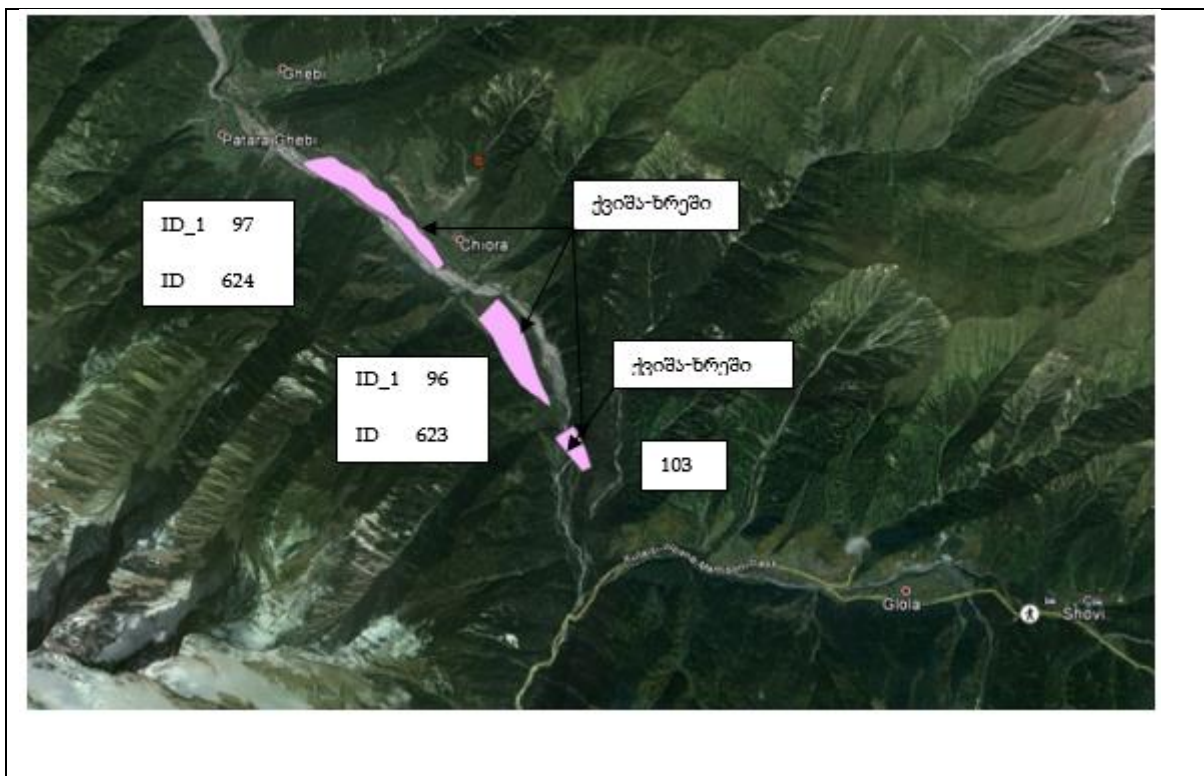 Ghebi
Patara Ghebi
ქვიშა-ხრეში
ID_1 97
ID 624
Chiora
ქვიშა-ხრეში
ID_1 96
ID 623
103
Glola
Shovi